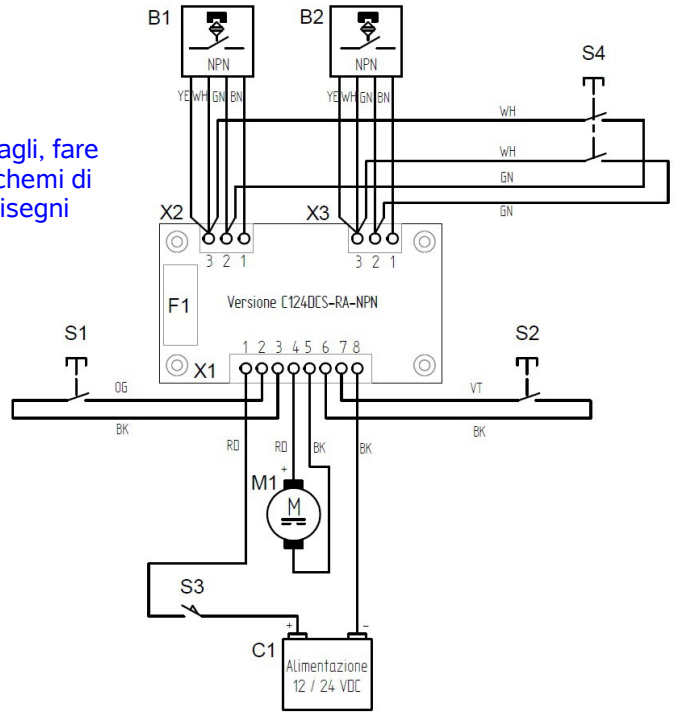 B1
B2
S4
NPN
NPN
YE WH GN BN
YE WH GN BN
WH
WH
GN
GN
agli, fare
chemi di
isegni
X2
X3
3 2 1
3 2 1
F1
Versione C124DCS-RA-NPN
S1
S2
X1
1 2 3 4 5 6 7 8
OG
VT
BK
BK
RD
RD
BK
BK
+
M1
M
S3
+
-
C1
Alimentazione
12 / 24 VDC